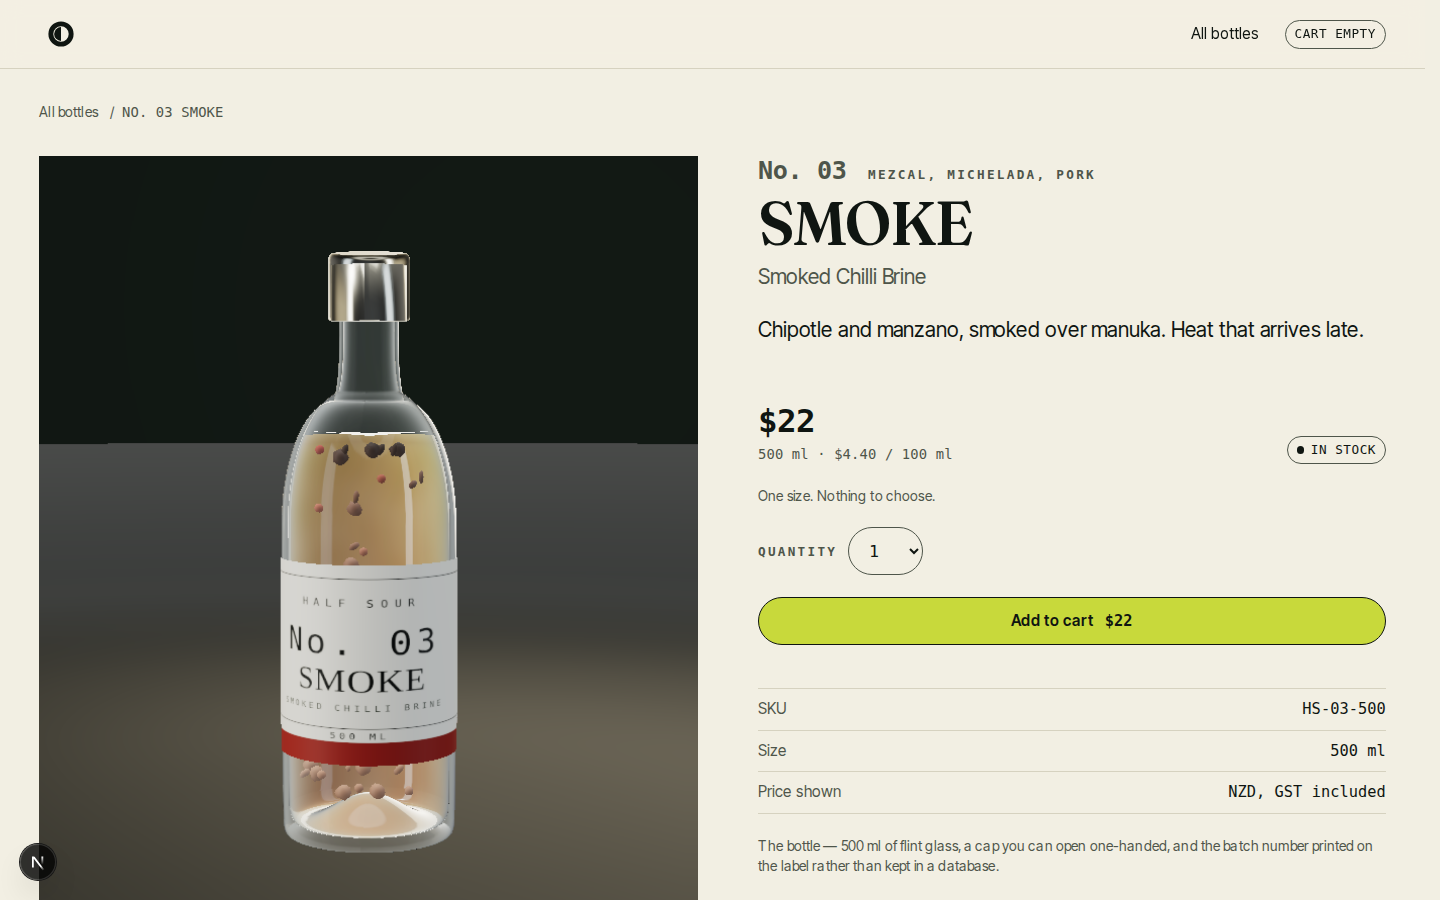 All bottles
CART EMPTY
All bottles / NO. 03 SMOKE
No. 03 MEZCAL, MICHELADA, PORK
SMOKE
Smoked Chilli Brine
Chipotle and manzano, smoked over manuka. Heat that arrives late.
$22
500 ml · $4.40 / 100 ml
IN STOCK
One size. Nothing to choose.
QUANTITY 1
Add to cart $22
SKU HS-03-500
Size 500 ml
Price shown NZD, GST included
The bottle — 500 ml of flint glass, a cap you can open one-handed, and the batch number printed on
the label rather than kept in a database.
HALF SOUR
No. 03
SMOKE
SMOKED CHILLI BRINE
500 ML
N